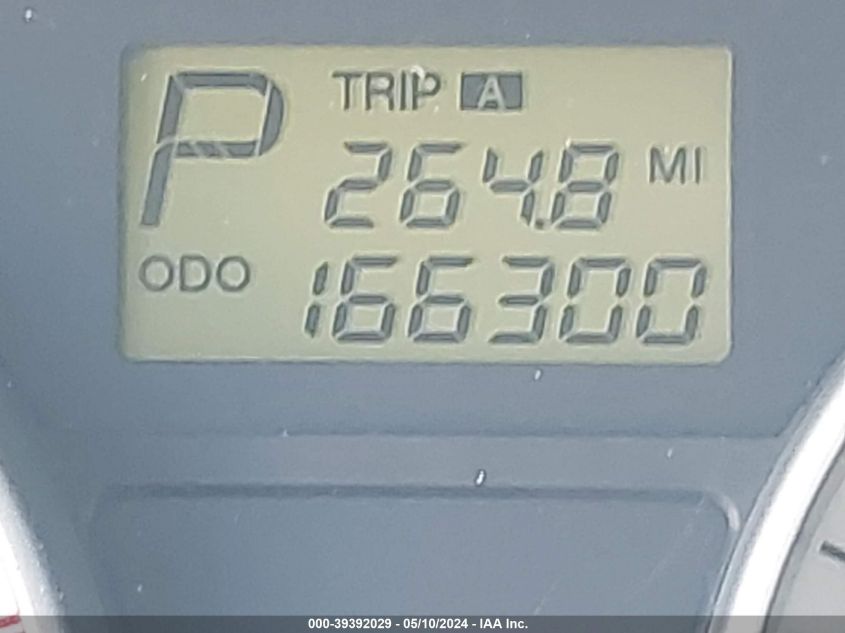 P TRIP A
264.8 MI
ODO 166300
000-39392029 - 05/10/2024 - IAA Inc.